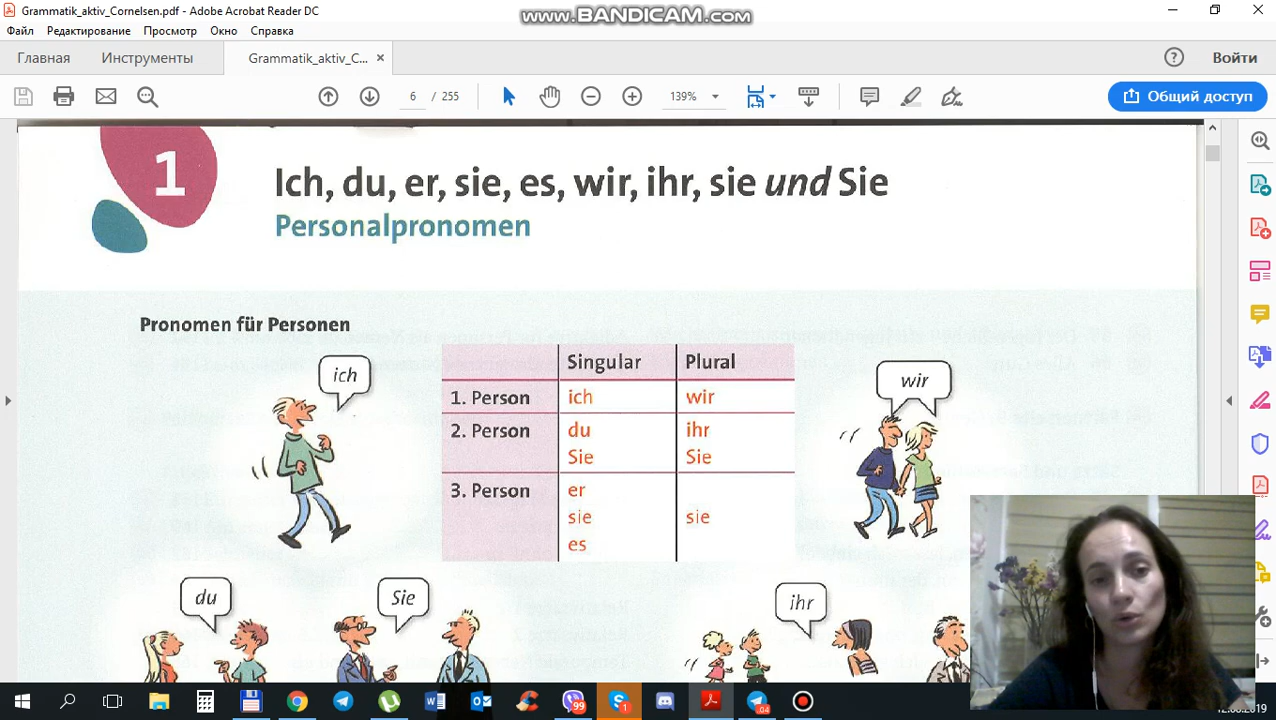 Grammatik_aktiv_Cornelsen.pdf - Adobe Acrobat Reader DC
www.BANDICAM.com
Файл Редактирование Просмотр Окно Справка
Главная Инструменты Grammatik_aktiv_C... × Войти
6 / 255 139% Общий доступ
1
Ich, du, er, sie, es, wir, ihr, sie und Sie
Personalpronomen
Pronomen für Personen
ich
wir
Singular Plural
1. Person ich wir
2. Person du ihr
Sie Sie
3. Person er
sie sie
es
du Sie ihr
99 1 04